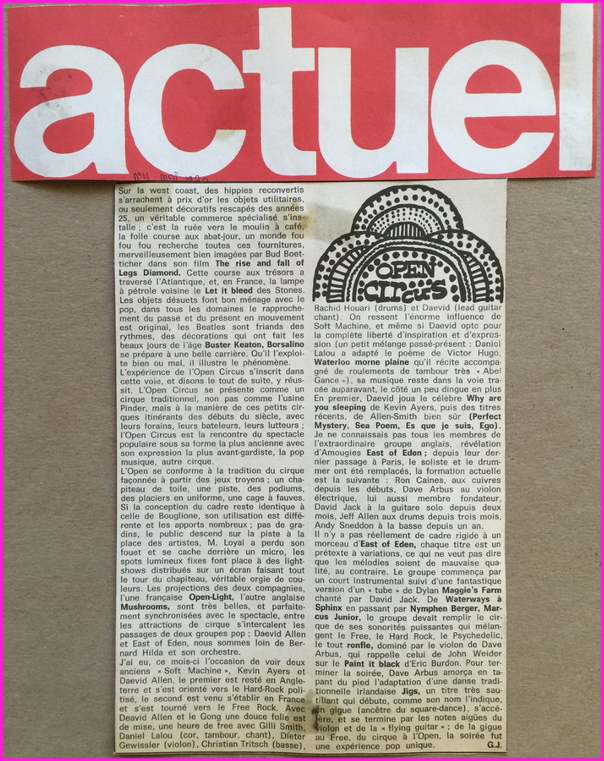 actuel
N°11 MAI 1970
Sur la west coast, des hippies reconvertis
s'arrachent à prix d'or les objets utilitaires,
ou seulement décoratifs rescapés des années
25, un véritable commerce spécialisé s'ins-
talle ; c'est la ruée vers le moulin à café,
la folle course aux abat-jour, un monde fou
fou fou recherche toutes ces fournitures,
merveilleusement bien imagées par Bud Boet-
ticher dans son film The rise and fall of
Legs Diamond. Cette course aux trésors a
traversé l'Atlantique, et, en France, la lampe
à pétrole voisine le Let it bleed des Stones.
Les objets désuets font bon ménage avec le
pop, dans tous les domaines le rapproche-
ment du passé et du présent en mouvement
est original, les Beatles sont friands des
rythmes, des décorations qui ont fait les
beaux jours de l'âge Buster Keaton, Borsalino
se prépare à une belle carrière. Qu'il l'exploi-
te bien ou mal, il illustre le phénomène.
L'expérience de l'Open Circus s'inscrit dans
cette voie, et disons le tout de suite, y réus-
sit. L'Open Circus se présente comme un
cirque traditionnel, non pas comme l'usine
Pinder, mais à la manière de ces petits cir-
ques itinérants des débuts du siècle, avec
leurs forains, leurs bateleurs, leurs lutteurs ;
l'Open Circus est la rencontre du spectacle
populaire sous sa forme la plus ancienne avec
son expression la plus avant-gardiste, la pop
musique, autre cirque.
L'Open se conforme à la tradition du cirque
façonnée à partir des jeux troyens ; un cha-
piteau de toile, une piste, des podiums,
des placiers en uniforme, une cage à fauves.
Si la conception du cadre reste identique à
celle de Bouglione, son utilisation est diffé-
rente et les apports nombreux ; pas de gra-
dins, le public descend sur la piste à la
place des artistes, M. Loyal a perdu son
fouet et se cache derrière un micro, les
spots lumineux fixes font place à des light-
shows distribués sur un écran faisant tout
le tour du chapiteau, véritable orgie de cou-
leurs. Les projections des deux compagnies,
l'une française Open-Light, l'autre anglaise
Mushrooms, sont très belles, et parfaite-
ment synchronisées avec le spectacle, entre
les attractions de cirque s'intercalent les
passages de deux groupes pop ; Daevid Allen
et East of Eden, nous sommes loin de Ber-
nard Hilda et son orchestre.
J'ai eu, ce mois-ci l'occasion de voir deux
anciens « Soft Machine », Kevin Ayers et
Daevid Allen, le premier est resté en Angle-
terre et s'est orienté vers le Hard-Rock poli-
tisé, le second est venu s'établir en France
et s'est tourné vers le Free Rock. Avec
Deavid Allen et le Gong une douce folie est
de mise, une heure de free avec Gilli Smith,
Daniel Lalou (cor, tambour, chant), Dieter
Gewissler (violon), Christian Tritsch (basse),
OPEN
CIRCUS
Rachid Houari (drums) et Daevid (lead guitar
chant). On ressent l'énorme influence de
Soft Machine, et même si Daevid opte pour
la complète liberté d'inspiration et d'expres-
sion (un petit mélange passé-présent : Daniel
Lalou a adapté le poème de Victor Hugo,
Waterloo morne plaine qu'il récite accompa-
gné de roulements de tambour très « Abel
Gance »), sa musique reste dans la voie tra-
cée auparavant, le côté un peu dingue en plus
En premier, Daevid joua le célèbre Why are
you sleeping de Kevin Ayers, puis des titres
récents, de Allen-Smith bien sûr (Perfect
Mystery, Sea Poem, Es que je suis, Ego).
Je ne connaissais pas tous les membres de
l'extraordinaire groupe anglais, révélation
d'Amougies East of Eden ; depuis leur der-
nier passage à Paris, le soliste et le drum-
mer ont été remplacés, la formation actuelle
est la suivante : Ron Caines, aux cuivres
depuis les débuts, Dave Arbus au violon
électrique, lui aussi membre fondateur,
David Jack à la guitare solo depuis deux
mois, Jeff Allen aux drums depuis trois mois,
Andy Sneddon à la basse depuis un an.
Il n'y a pas réellement de cadre rigide à un
morceau d'East of Eden, chaque titre est un
prétexte à variations, ce qui ne veut pas dire
que les mélodies soient de mauvaise qua-
lité, au contraire. Le groupe commença par
un court instrumental suivi d'une fantastique
version d'un « tube » de Dylan Maggie's Farm
chanté par David Jack. De Waterways à
Sphinx en passant par Nymphen Berger, Mar-
cus Junior, le groupe devait remplir le cir-
que de ses sonorités puissantes qui mélan-
gent le Free, le Hard Rock, le Psychedelic,
le tout ronfle, dominé par le violon de Dave
Arbus, qui rappelle celui de John Weider
sur le Paint it black d'Eric Burdon. Pour ter-
miner la soirée, Dave Arbus amorça en ta-
pant du pied l'adaptation d'une danse tradi-
tionnelle irlandaise Jigs, un titre très sau-
tillant qui débute, comme son nom l'indique,
en gigue (ancêtre du square-dance), s'accé-
lère, et se termine par les notes aigües du
violon et de la « flying guitar » ; de la gigue
au Free, du cirque à l'Open, la soirée fut
une expérience pop unique. G.J.